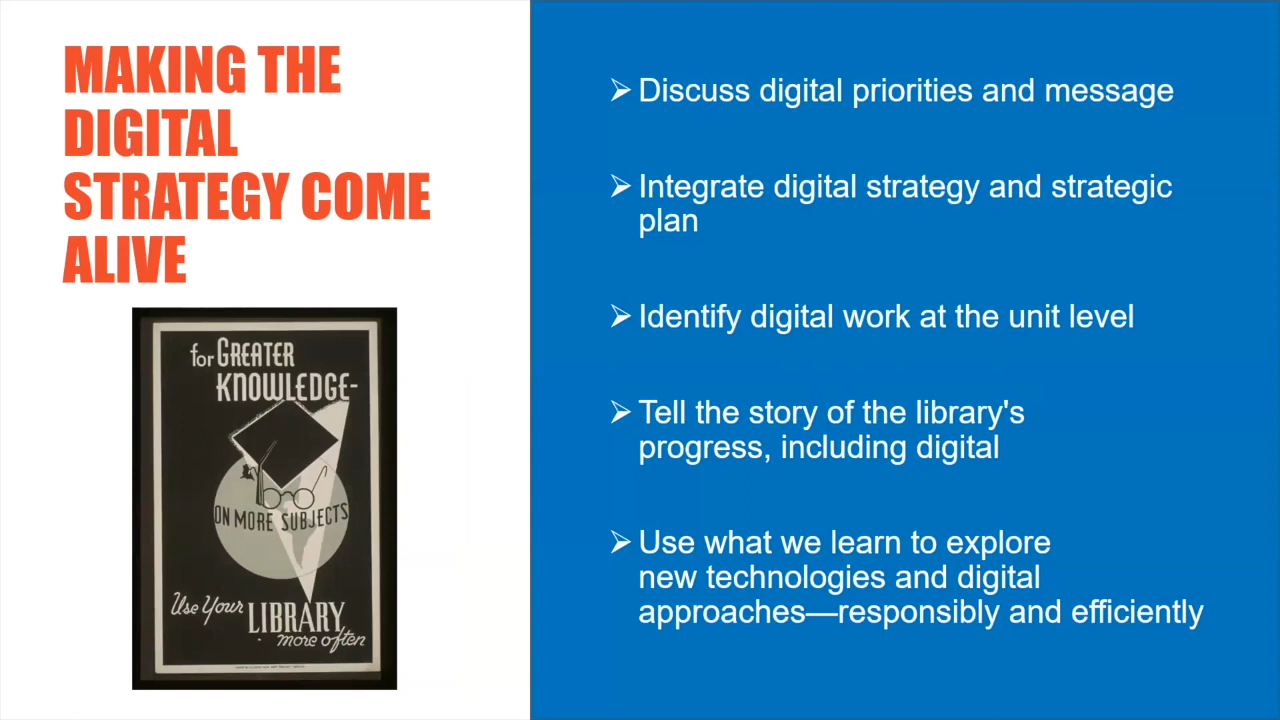 MAKING THE
DIGITAL
STRATEGY COME
ALIVE
for GREATER
KNOWLEDGE-
ON MORE SUBJECTS
Use Your LIBRARY
more often
➢ Discuss digital priorities and message
➢ Integrate digital strategy and strategic
plan
➢ Identify digital work at the unit level
➢ Tell the story of the library's
progress, including digital
➢ Use what we learn to explore
new technologies and digital
approaches—responsibly and efficiently